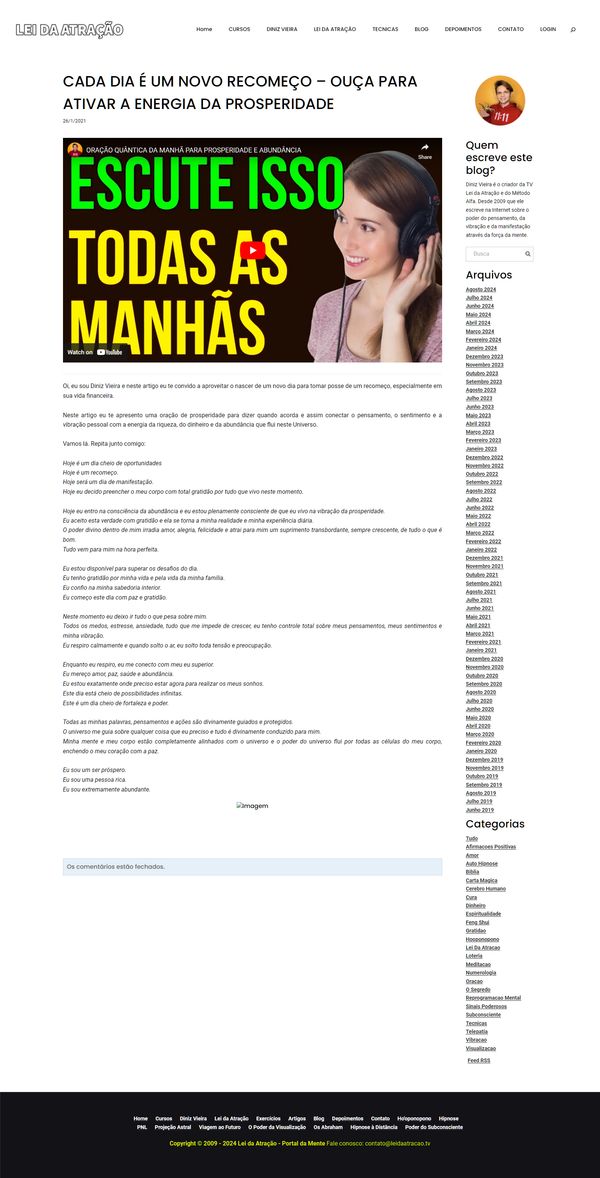 LEI DA ATRAÇÃO
Home CURSOS DINIZ VIEIRA LEI DA ATRAÇÃO TECNICAS BLOG DEPOIMENTOS CONTATO LOGIN
CADA DIA É UM NOVO RECOMEÇO – OUÇA PARA
ATIVAR A ENERGIA DA PROSPERIDADE
26/1/2021
ORAÇÃO QUÂNTICA DA MANHÃ PARA PROSPERIDADE E ABUNDÂNCIA
Share
ESCUTE ISSO
TODAS AS
MANHÃS
Watch on YouTube
Oi, eu sou Diniz Vieira e neste artigo eu te convido a aproveitar o nascer de um novo dia para tomar posse de um recomeço, especialmente em
sua vida financeira.
Neste artigo eu te apresento uma oração de prosperidade para dizer quando acorda e assim conectar o pensamento, o sentimento e a
vibração pessoal com a energia da riqueza, do dinheiro e da abundância que flui neste Universo.
Vamos lá. Repita junto comigo:
Hoje é um dia cheio de oportunidades
Hoje é um recomeço.
Hoje será um dia de manifestação.
Hoje eu decido preencher o meu corpo com total gratidão por tudo que vivo neste momento.
Hoje eu entro na consciência da abundância e eu estou plenamente consciente de que eu vivo na vibração da prosperidade.
Eu aceito esta verdade com gratidão e ela se torna a minha realidade e minha experiência diária.
O poder divino dentro de mim irradia amor, alegria, felicidade e atrai para mim um suprimento transbordante, sempre crescente, de tudo o que é
bom.
Tudo vem para mim na hora perfeita.
Eu estou disponível para superar os desafios do dia.
Eu tenho gratidão por minha vida e pela vida da minha família.
Eu confio na minha sabedoria interior.
Eu começo este dia com paz e gratidão.
Neste momento eu deixo ir tudo o que pesa sobre mim.
Todos os medos, estresse, ansiedade, tudo que me impede de crescer, eu tenho controle total sobre meus pensamentos, meus sentimentos e
minha vibração.
Eu respiro calmamente e quando solto o ar, eu solto toda tensão e preocupação.
Enquanto eu respiro, eu me conecto com meu eu superior.
Eu mereço amor, paz, saúde e abundância.
Eu estou exatamente onde preciso estar agora para realizar os meus sonhos.
Este dia está cheio de possibilidades infinitas.
Este é um dia cheio de fortaleza e poder.
Todas as minhas palavras, pensamentos e ações são divinamente guiados e protegidos.
O universo me guia sobre qualquer coisa que eu preciso e tudo é divinamente conduzido para mim.
Minha mente e meu corpo estão completamente alinhados com o universo e o poder do universo flui por todas as células do meu corpo,
enchendo o meu coração com a paz.
Eu sou um ser próspero.
Eu sou uma pessoa rica.
Eu sou extremamente abundante.
Imagem
Os comentários estão fechados.
Quem
escreve este
blog?
Diniz Vieira é o criador da TV
Lei da Atração e do Método
Alfa. Desde 2009 que ele
escreve na Internet sobre o
poder do pensamento, da
vibração e da manifestação
através da força da mente.
Busca
Arquivos
Agosto 2024
Julho 2024
Junho 2024
Maio 2024
Abril 2024
Março 2024
Fevereiro 2024
Janeiro 2024
Dezembro 2023
Novembro 2023
Outubro 2023
Setembro 2023
Agosto 2023
Julho 2023
Junho 2023
Maio 2023
Abril 2023
Março 2023
Fevereiro 2023
Janeiro 2023
Dezembro 2022
Novembro 2022
Outubro 2022
Setembro 2022
Agosto 2022
Julho 2022
Junho 2022
Maio 2022
Abril 2022
Março 2022
Fevereiro 2022
Janeiro 2022
Dezembro 2021
Novembro 2021
Outubro 2021
Setembro 2021
Agosto 2021
Julho 2021
Junho 2021
Maio 2021
Abril 2021
Março 2021
Fevereiro 2021
Janeiro 2021
Dezembro 2020
Novembro 2020
Outubro 2020
Setembro 2020
Agosto 2020
Julho 2020
Junho 2020
Maio 2020
Abril 2020
Março 2020
Fevereiro 2020
Janeiro 2020
Dezembro 2019
Novembro 2019
Outubro 2019
Setembro 2019
Agosto 2019
Julho 2019
Junho 2019
Categorias
Tudo
Afirmacoes Positivas
Amor
Auto Hipnose
Biblia
Carta Magica
Cerebro Humano
Cura
Dinheiro
Espiritualidade
Feng Shui
Gratidao
Hooponopono
Lei Da Atracao
Loteria
Meditacao
Numerologia
Oracao
O Segredo
Reprogramacao Mental
Sinais Poderosos
Subconsciente
Tecnicas
Telepatia
Vibracao
Visualizacao
Feed RSS
Home Cursos Diniz Vieira Lei da Atração Exercícios Artigos Blog Depoimentos Contato Ho'oponopono Hipnose
PNL Projeção Astral Viagem ao Futuro O Poder da Visualização Os Abraham Hipnose à Distância Poder do Subconsciente
Copyright © 2009 - 2024 Lei da Atração - Portal da Mente Fale conosco: contato@leidaatracao.tv